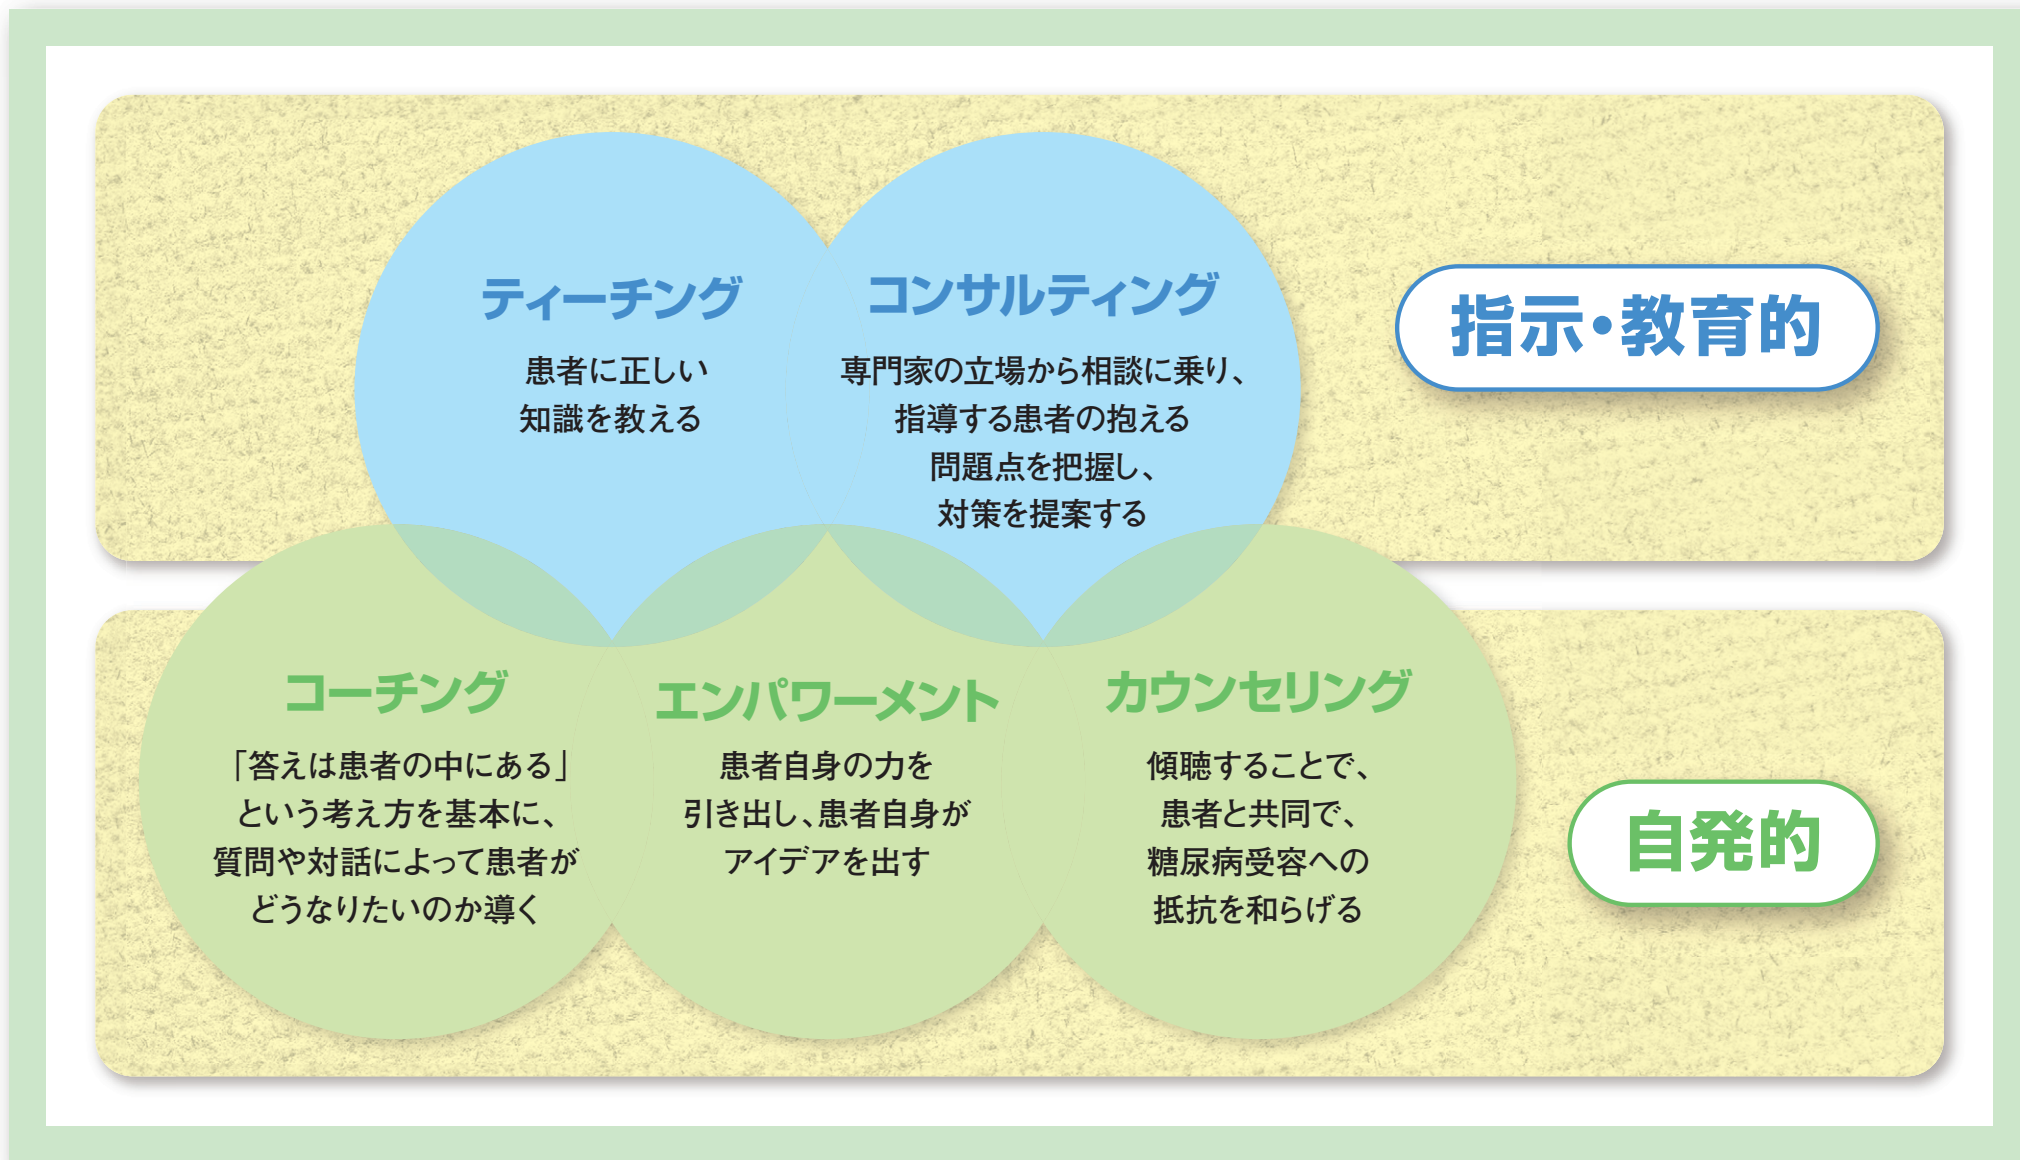 ティーチング
患者に正しい
知識を教える
コンサルティング
専門家の立場から相談に乗り、
指導する患者の抱える
問題点を把握し、
対策を提案する
指示・教育的
コーチング
「答えは患者の中にある」
という考え方を基本に、
質問や対話によって患者が
どうなりたいのか導く
エンパワーメント
患者自身の力を
引き出し、患者自身が
アイデアを出す
カウンセリング
傾聴することで、
患者と共同で、
糖尿病受容への
抵抗を和らげる
自発的